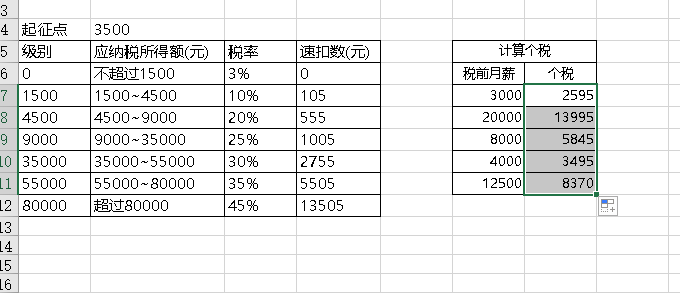 3
4 起征点 3500
5 级别 应纳税所得额(元) 税率 速扣数(元) 计算个税
6 0 不超过1500 3% 0 税前月薪 个税
7 1500 1500~4500 10% 105 3000 2595
8 4500 4500~9000 20% 555 20000 13995
9 9000 9000~35000 25% 1005 8000 5845
10 35000 35000~55000 30% 2755 4000 3495
11 55000 55000~80000 35% 5505 12500 8370
12 80000 超过80000 45% 13505
13
14
15
16